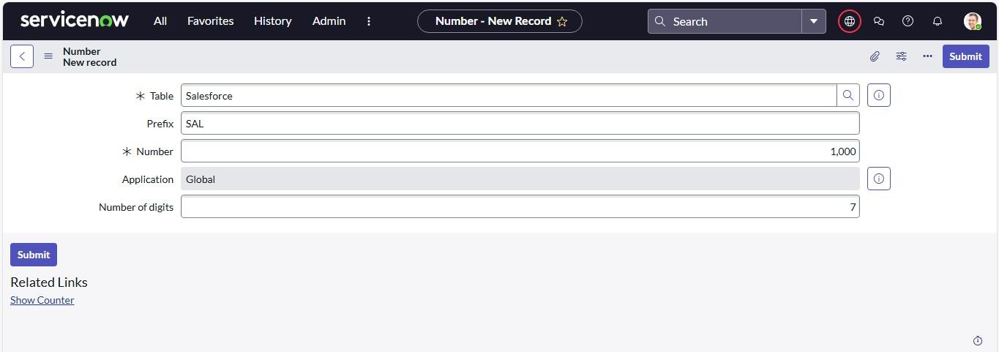 servicenow All Favorites History Admin Number - New Record Search
Number
New record
Submit
Table Salesforce
Prefix SAL
Number 1,000
Application Global
Number of digits 7
Submit
Related Links
Show Counter